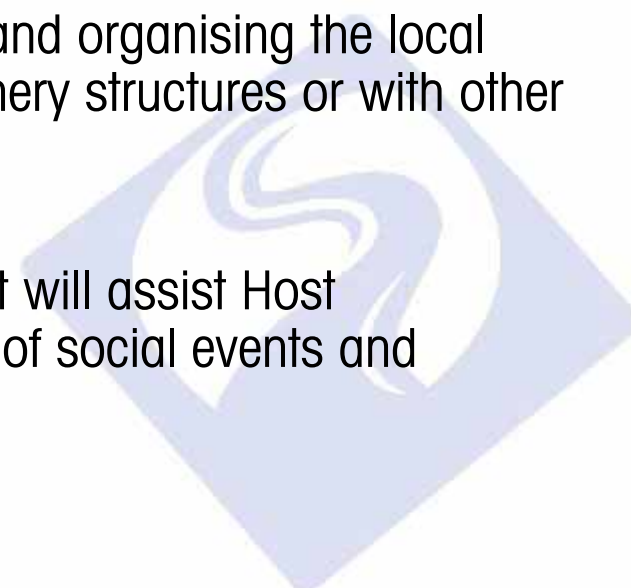 and organising the local
nery structures or with other
t will assist Host
of social events and